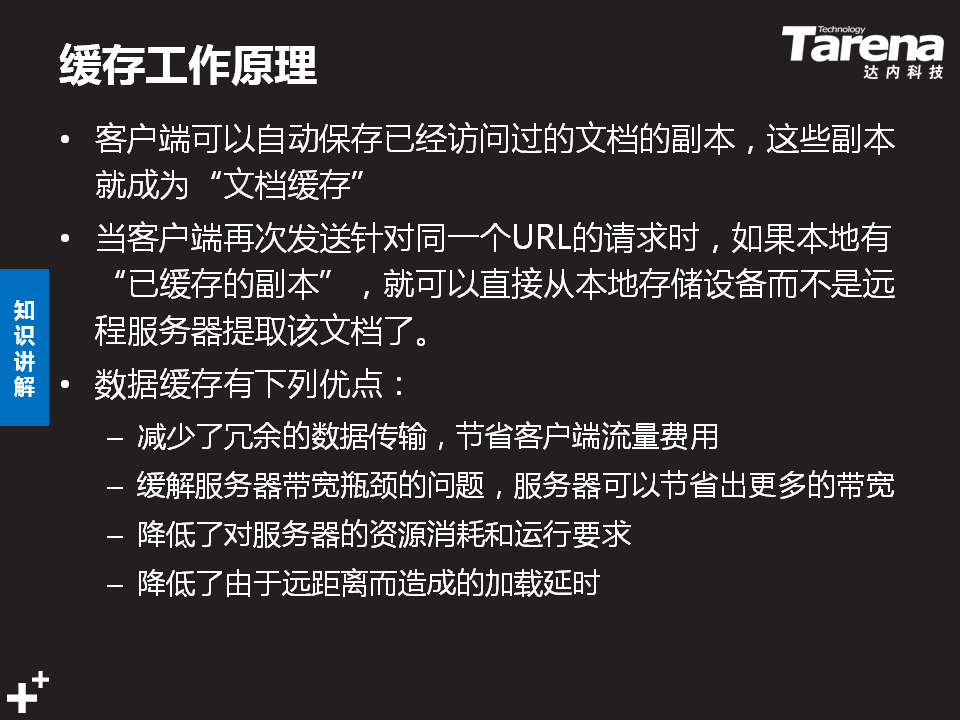 缓存工作原理
Technology
Tarena
达内科技
• 客户端可以自动保存已经访问过的文档的副本，这些副本
就成为“文档缓存”
• 当客户端再次发送针对同一个URL的请求时，如果本地有
“已缓存的副本”，就可以直接从本地存储设备而不是远
程服务器提取该文档了。
• 数据缓存有下列优点：
– 减少了冗余的数据传输，节省客户端流量费用
– 缓解服务器带宽瓶颈的问题，服务器可以节省出更多的带宽
– 降低了对服务器的资源消耗和运行要求
– 降低了由于远距离而造成的加载延时
知
识
讲
解